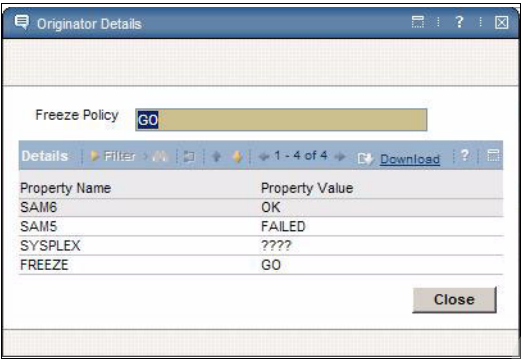 Originator Details ?
Freeze Policy GO
Details Filter 1 - 4 of 4 Download ?
Property Name Property Value
SAM6 OK
SAM5 FAILED
SYSPLEX ????
FREEZE GO
Close